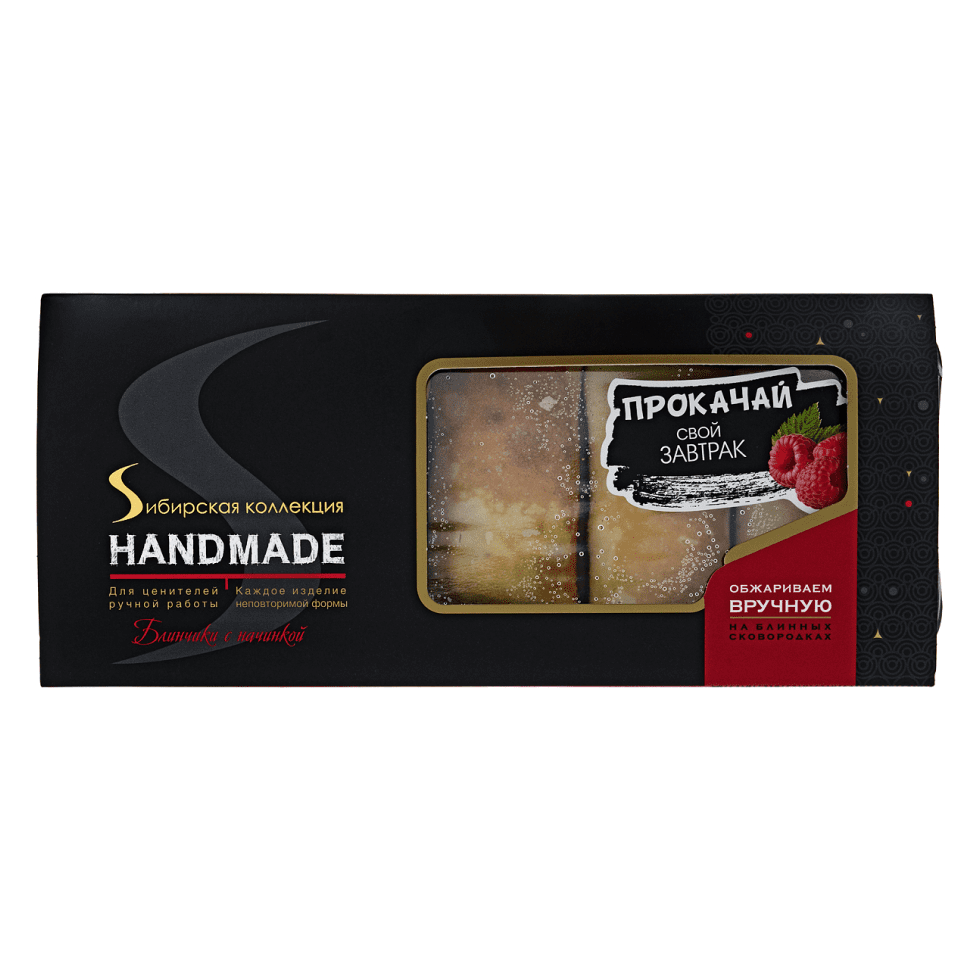 Sибирская коллекция
HANDMADE
Для ценителей
ручной работы
Каждое изделие
неповторимой формы
Блинчики с начинкой
ПРОКАЧАЙ
СВОЙ
ЗАВТРАК
ОБЖАРИВАЕМ
ВРУЧНУЮ
НА БЛИННЫХ
СКОВОРОДКАХ